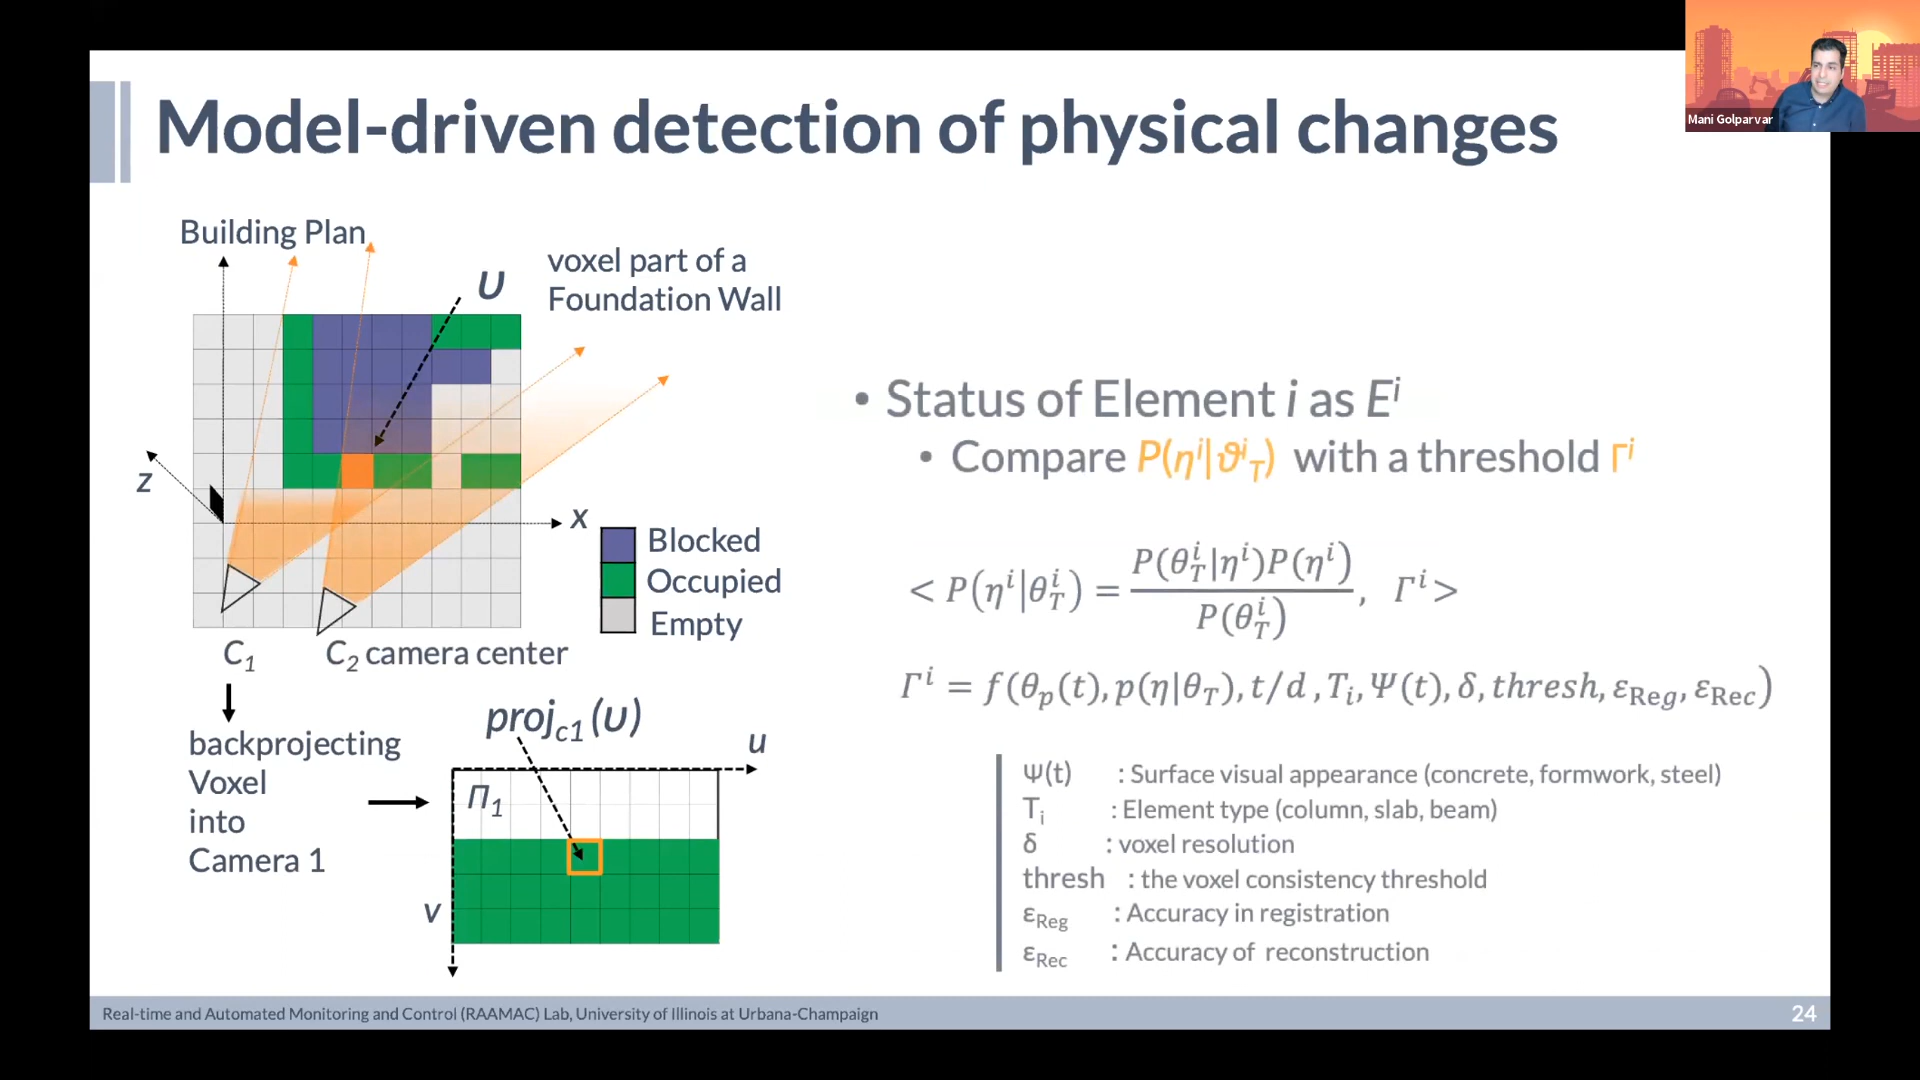 Mani Golparvar
Model-driven detection of physical changes
Building Plan
υ
voxel part of a
Foundation Wall
z
x
Blocked
Occupied
Empty
C1
C2 camera center
backprojecting
Voxel
into
Camera 1
projc1(υ)
u
Π1
v
• Status of Element i as Eⁱ
• Compare P(ηⁱ|ϑⁱT) with a threshold Γⁱ
< P(ηⁱ|θⁱT) = P(θⁱT|ηⁱ)P(ηⁱ) / P(θⁱT), Γⁱ>
Γⁱ = f(θp(t), p(η|θT), t/d, Ti, Ψ(t), δ, thresh, εReg, εRec)
Ψ(t) : Surface visual appearance (concrete, formwork, steel)
Ti : Element type (column, slab, beam)
δ : voxel resolution
thresh : the voxel consistency threshold
εReg : Accuracy in registration
εRec : Accuracy of reconstruction
Real-time and Automated Monitoring and Control (RAAMAC) Lab, University of Illinois at Urbana-Champaign
24